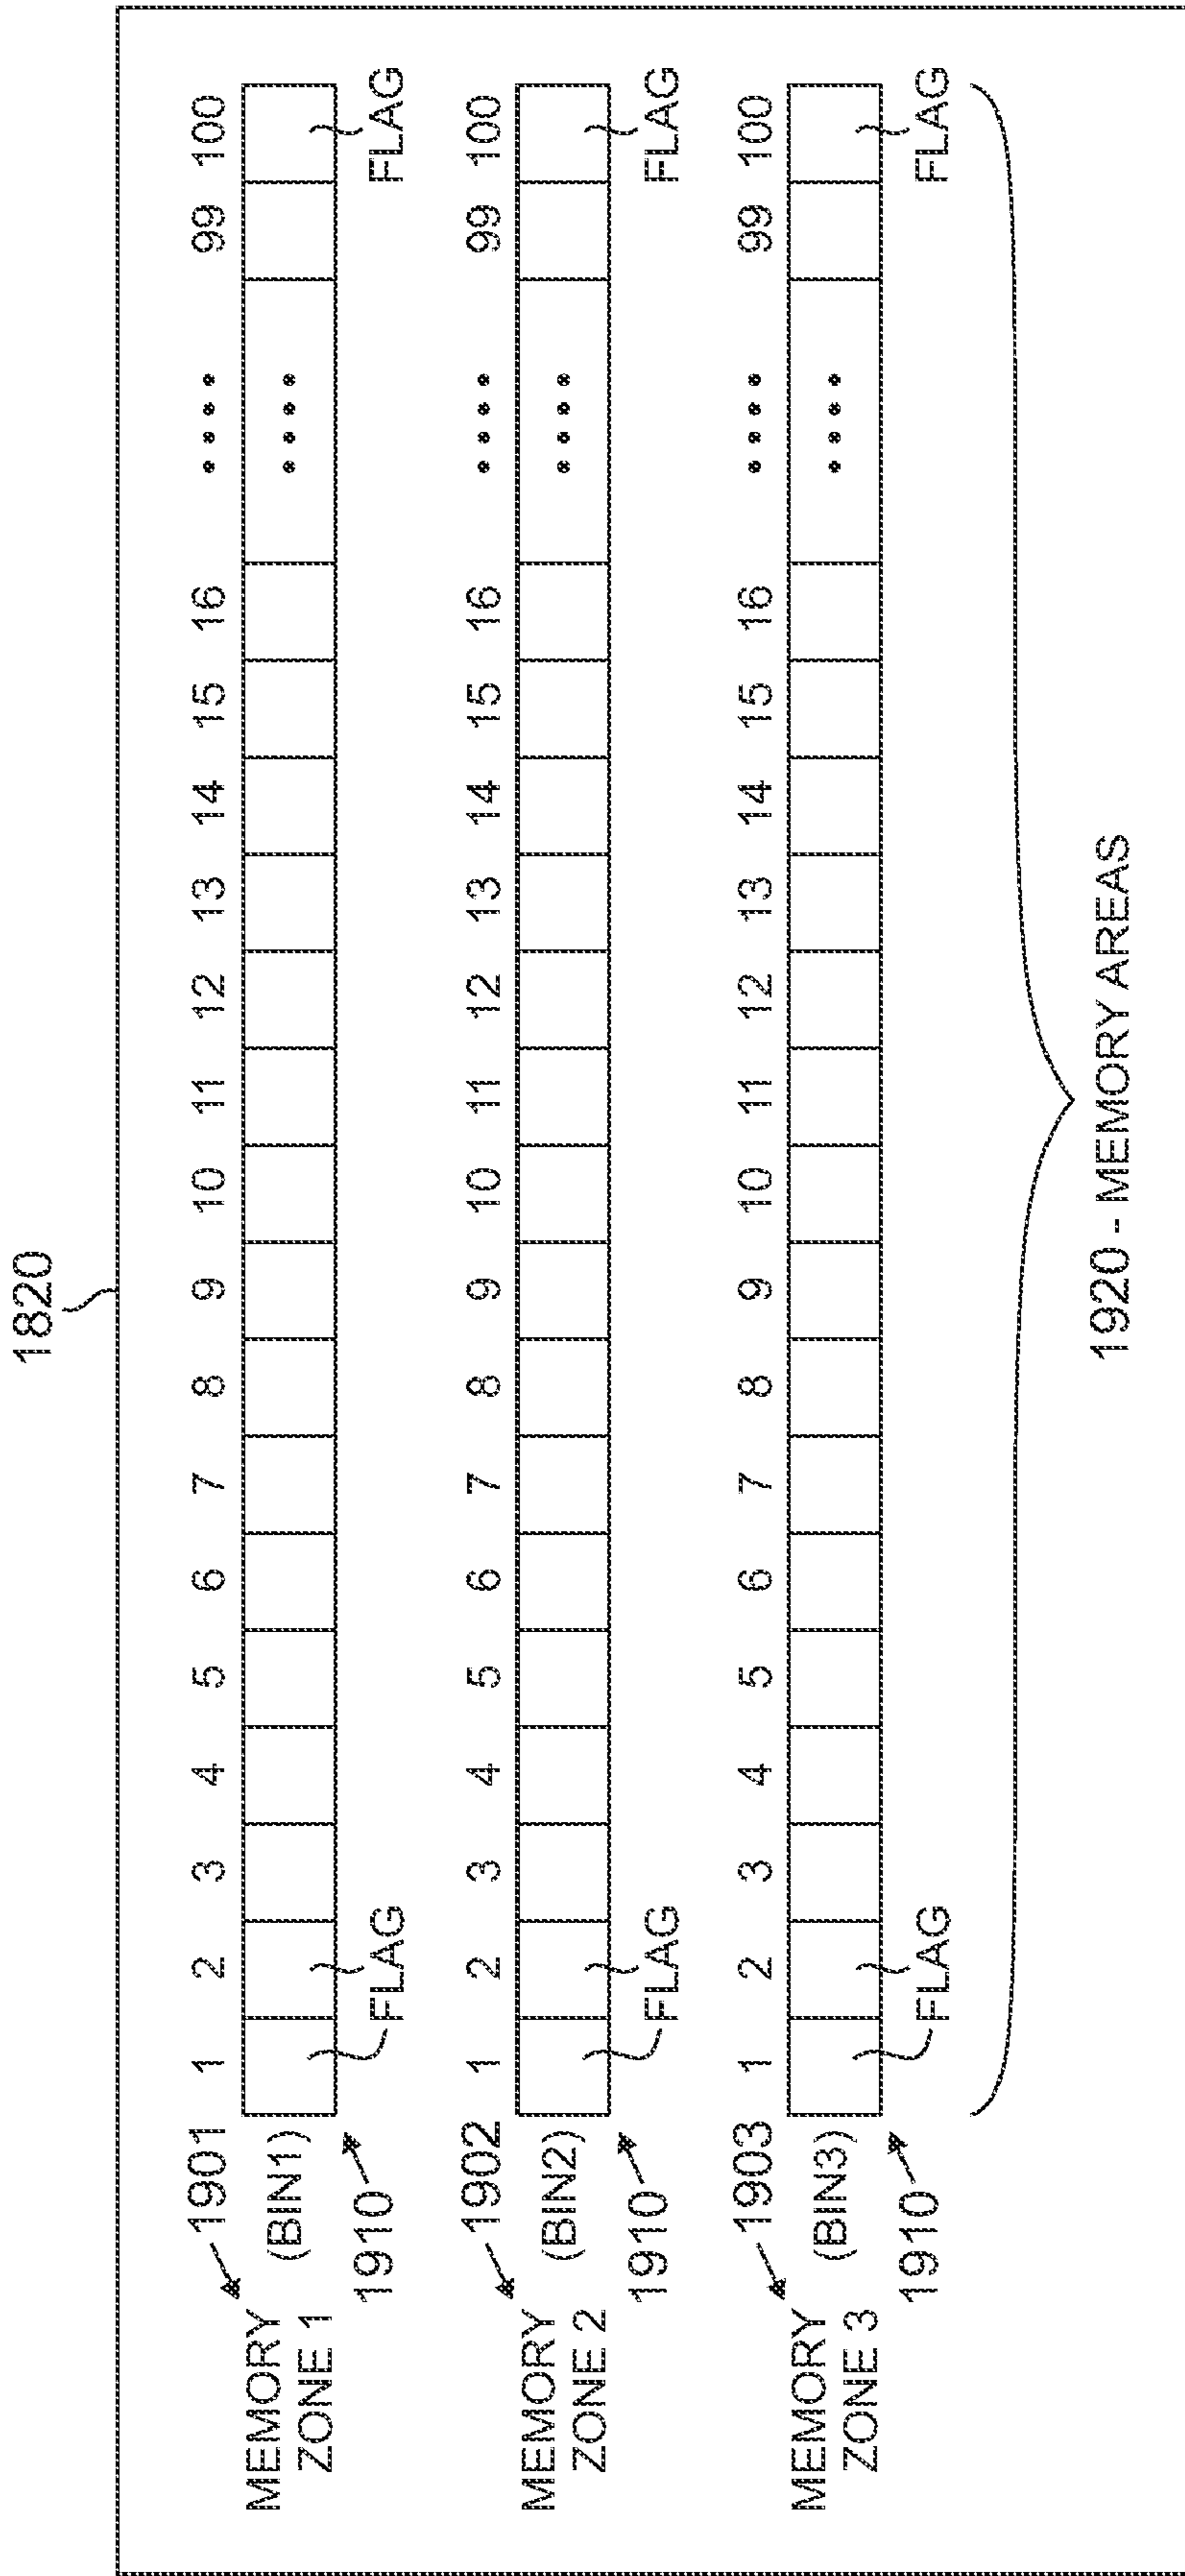 1820
1 2 3 4 5 6 7 8 9 10 11 12 13 14 15 16 •••• 99 100
1901
MEMORY
ZONE 1
(BIN1)
••••
1910
FLAG
FLAG
1 2 3 4 5 6 7 8 9 10 11 12 13 14 15 16 •••• 99 100
1902
MEMORY
ZONE 2
(BIN2)
••••
1910
FLAG
FLAG
1 2 3 4 5 6 7 8 9 10 11 12 13 14 15 16 •••• 99 100
1903
MEMORY
ZONE 3
(BIN3)
••••
1910
FLAG
FLAG
1920 - MEMORY AREAS